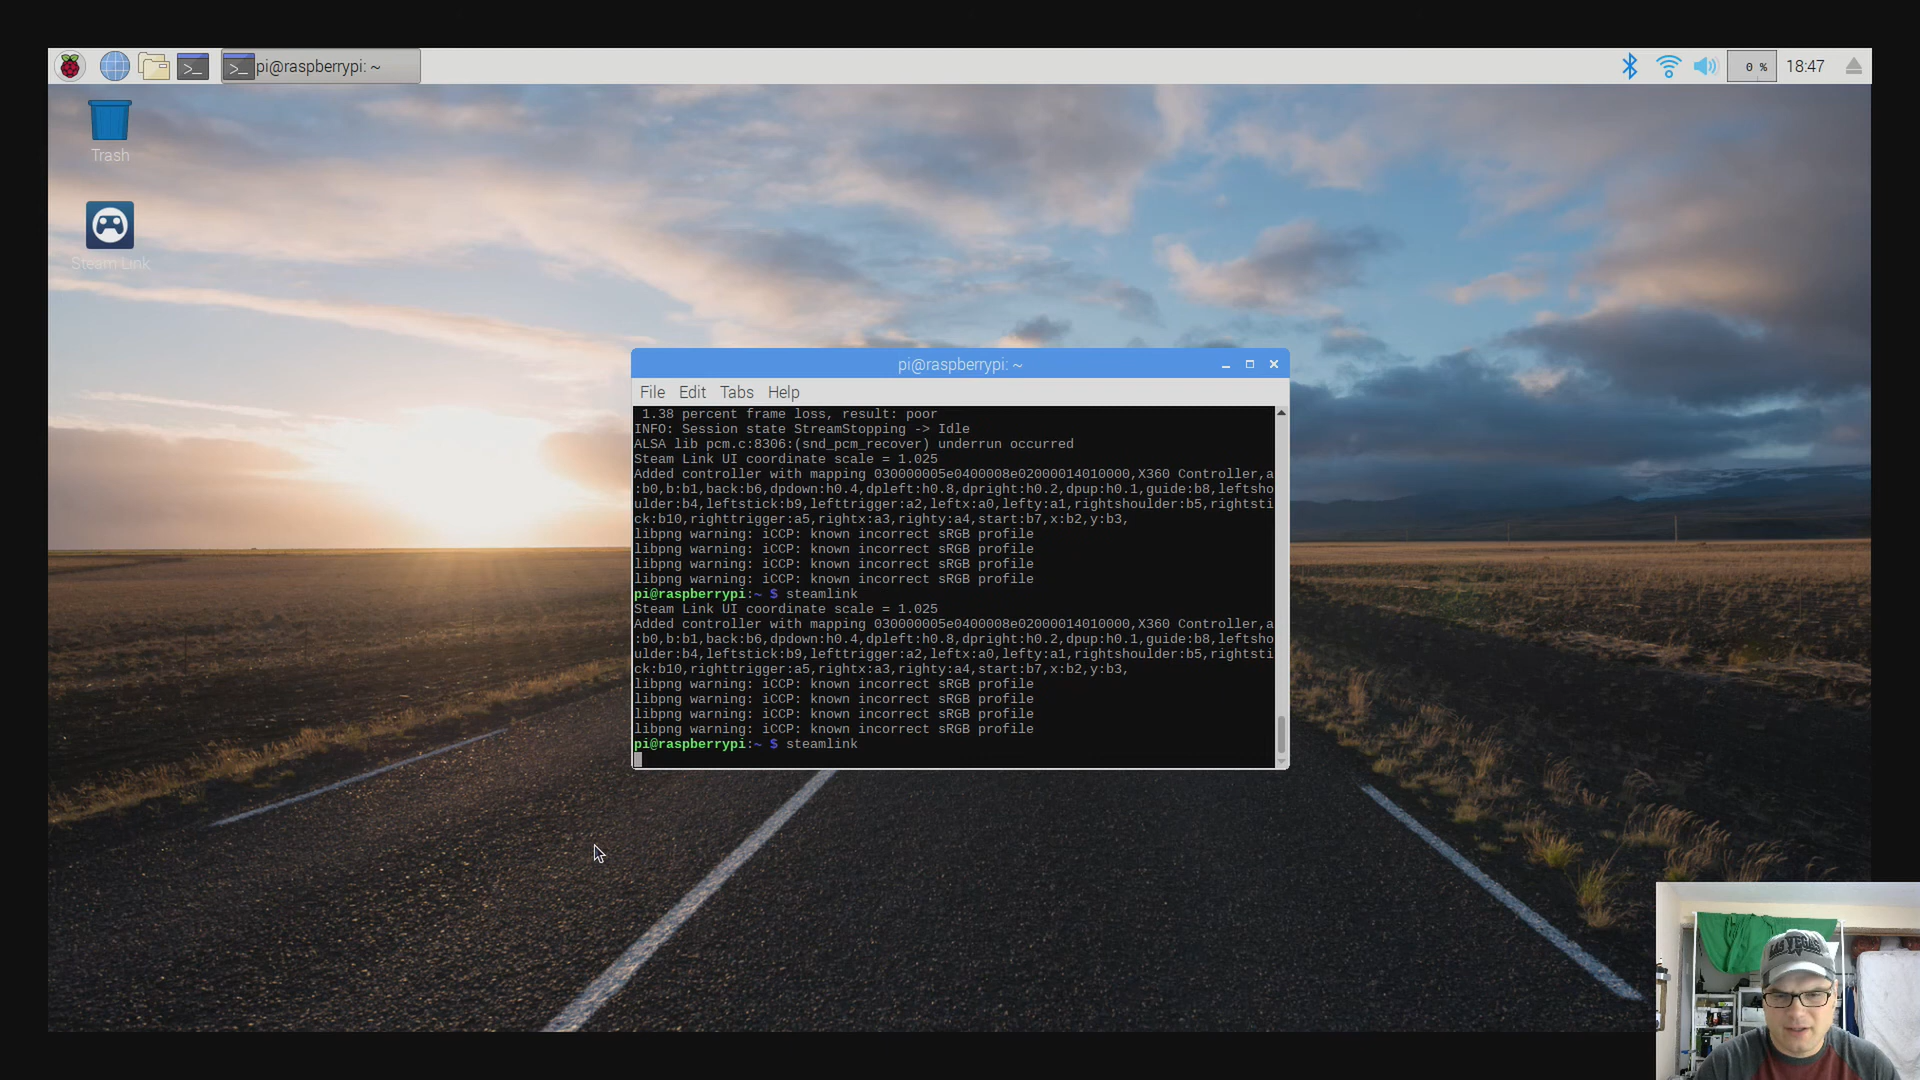 pi@raspberrypi: ~
0 %
18:47
Trash
Steam Link
pi@raspberrypi: ~
File Edit Tabs Help
1.38 percent frame loss, result: poor
INFO: Session state StreamStopping -> Idle
ALSA lib pcm.c:8306:(snd_pcm_recover) underrun occurred
Steam Link UI coordinate scale = 1.025
Added controller with mapping 030000005e0400008e02000014010000,X360 Controller,a
:b0,b:b1,back:b6,dpdown:h0.4,dpleft:h0.8,dpright:h0.2,dpup:h0.1,guide:b8,leftsho
ulder:b4,leftstick:b9,lefttrigger:a2,leftx:a0,lefty:a1,rightshoulder:b5,rightsti
ck:b10,righttrigger:a5,rightx:a3,righty:a4,start:b7,x:b2,y:b3,
libpng warning: iCCP: known incorrect sRGB profile
libpng warning: iCCP: known incorrect sRGB profile
libpng warning: iCCP: known incorrect sRGB profile
libpng warning: iCCP: known incorrect sRGB profile
pi@raspberrypi:~ $ steamlink
Steam Link UI coordinate scale = 1.025
Added controller with mapping 030000005e0400008e02000014010000,X360 Controller,a
:b0,b:b1,back:b6,dpdown:h0.4,dpleft:h0.8,dpright:h0.2,dpup:h0.1,guide:b8,leftsho
ulder:b4,leftstick:b9,lefttrigger:a2,leftx:a0,lefty:a1,rightshoulder:b5,rightsti
ck:b10,righttrigger:a5,rightx:a3,righty:a4,start:b7,x:b2,y:b3,
libpng warning: iCCP: known incorrect sRGB profile
libpng warning: iCCP: known incorrect sRGB profile
libpng warning: iCCP: known incorrect sRGB profile
libpng warning: iCCP: known incorrect sRGB profile
pi@raspberrypi:~ $ steamlink
LAS VEGAS